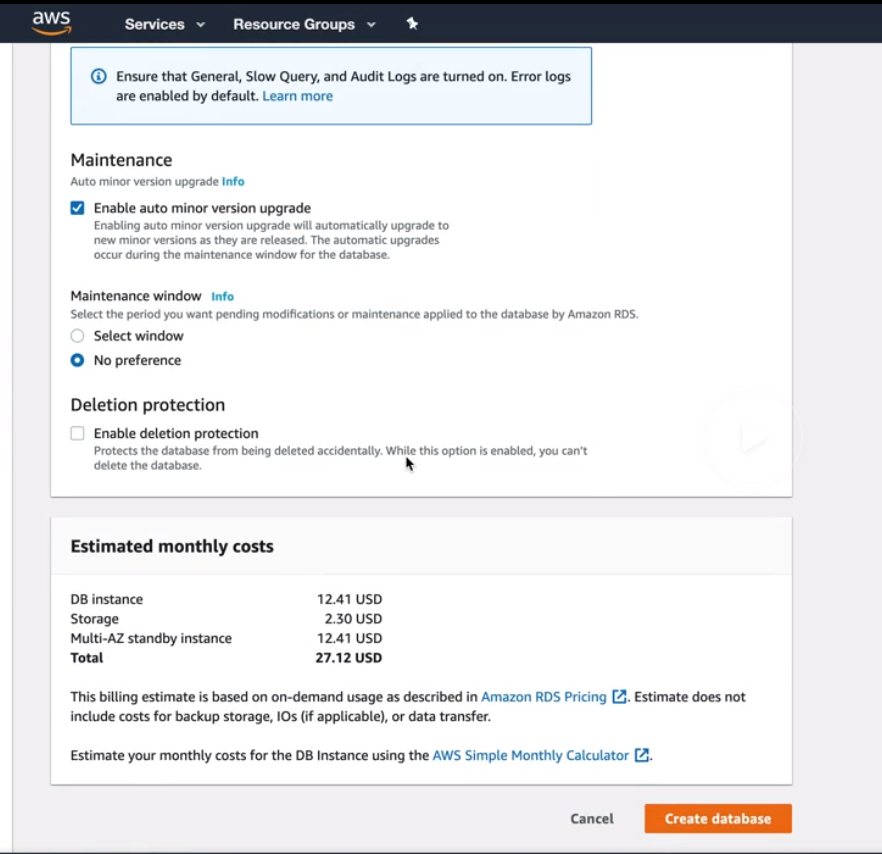 aws
Services
Resource Groups
Ensure that General, Slow Query, and Audit Logs are turned on. Error logs
are enabled by default. Learn more
Maintenance
Auto minor version upgrade Info
Enable auto minor version upgrade
Enabling auto minor version upgrade will automatically upgrade to
new minor versions as they are released. The automatic upgrades
occur during the maintenance window for the database.
Maintenance window Info
Select the period you want pending modifications or maintenance applied to the database by Amazon RDS.
Select window
No preference
Deletion protection
Enable deletion protection
Protects the database from being deleted accidentally. While this option is enabled, you can't
delete the database.
Estimated monthly costs
DB instance 12.41 USD
Storage 2.30 USD
Multi-AZ standby instance 12.41 USD
Total 27.12 USD
This billing estimate is based on on-demand usage as described in Amazon RDS Pricing. Estimate does not
include costs for backup storage, IOs (if applicable), or data transfer.
Estimate your monthly costs for the DB Instance using the AWS Simple Monthly Calculator.
Cancel
Create database